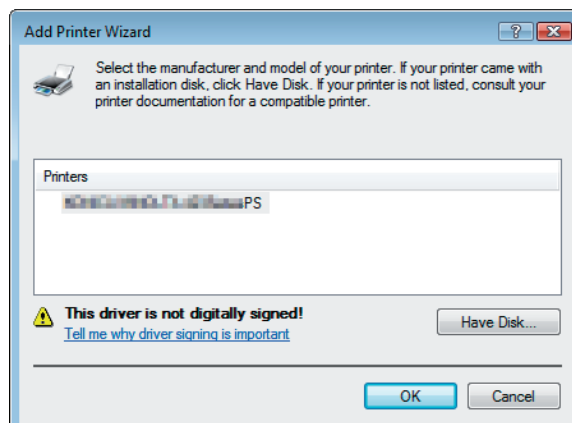 Add Printer Wizard
Select the manufacturer and model of your printer. If your printer came with
an installation disk, click Have Disk. If your printer is not listed, consult your
printer documentation for a compatible printer.
Printers
PS
This driver is not digitally signed!
Tell me why driver signing is important
Have Disk...
OK
Cancel